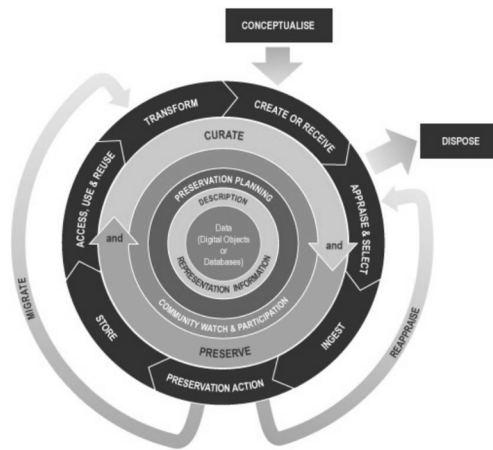 CONCEPTUALISE
CREATE OR RECEIVE
DISPOSE
APPRAISE & SELECT
INGEST
PRESERVATION ACTION
STORE
ACCESS, USE & REUSE
TRANSFORM
MIGRATE
REAPPRAISE
CURATE
and
PRESERVE
and
COMMUNITY WATCH & PARTICIPATION
PRESERVATION PLANNING
DESCRIPTION
REPRESENTATION INFORMATION
Data
(Digital Objects
or
Databases)